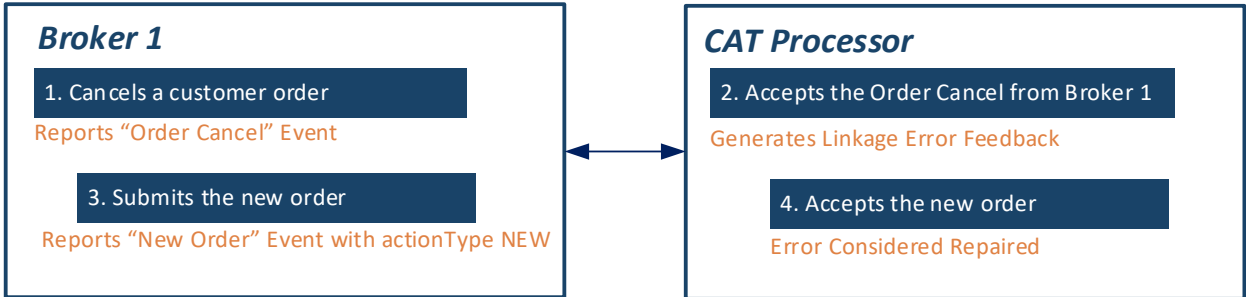 Broker 1
1. Cancels a customer order
Reports “Order Cancel” Event
3. Submits the new order
Reports “New Order” Event with actionType NEW
CAT Processor
2. Accepts the Order Cancel from Broker 1
Generates Linkage Error Feedback
4. Accepts the new order
Error Considered Repaired